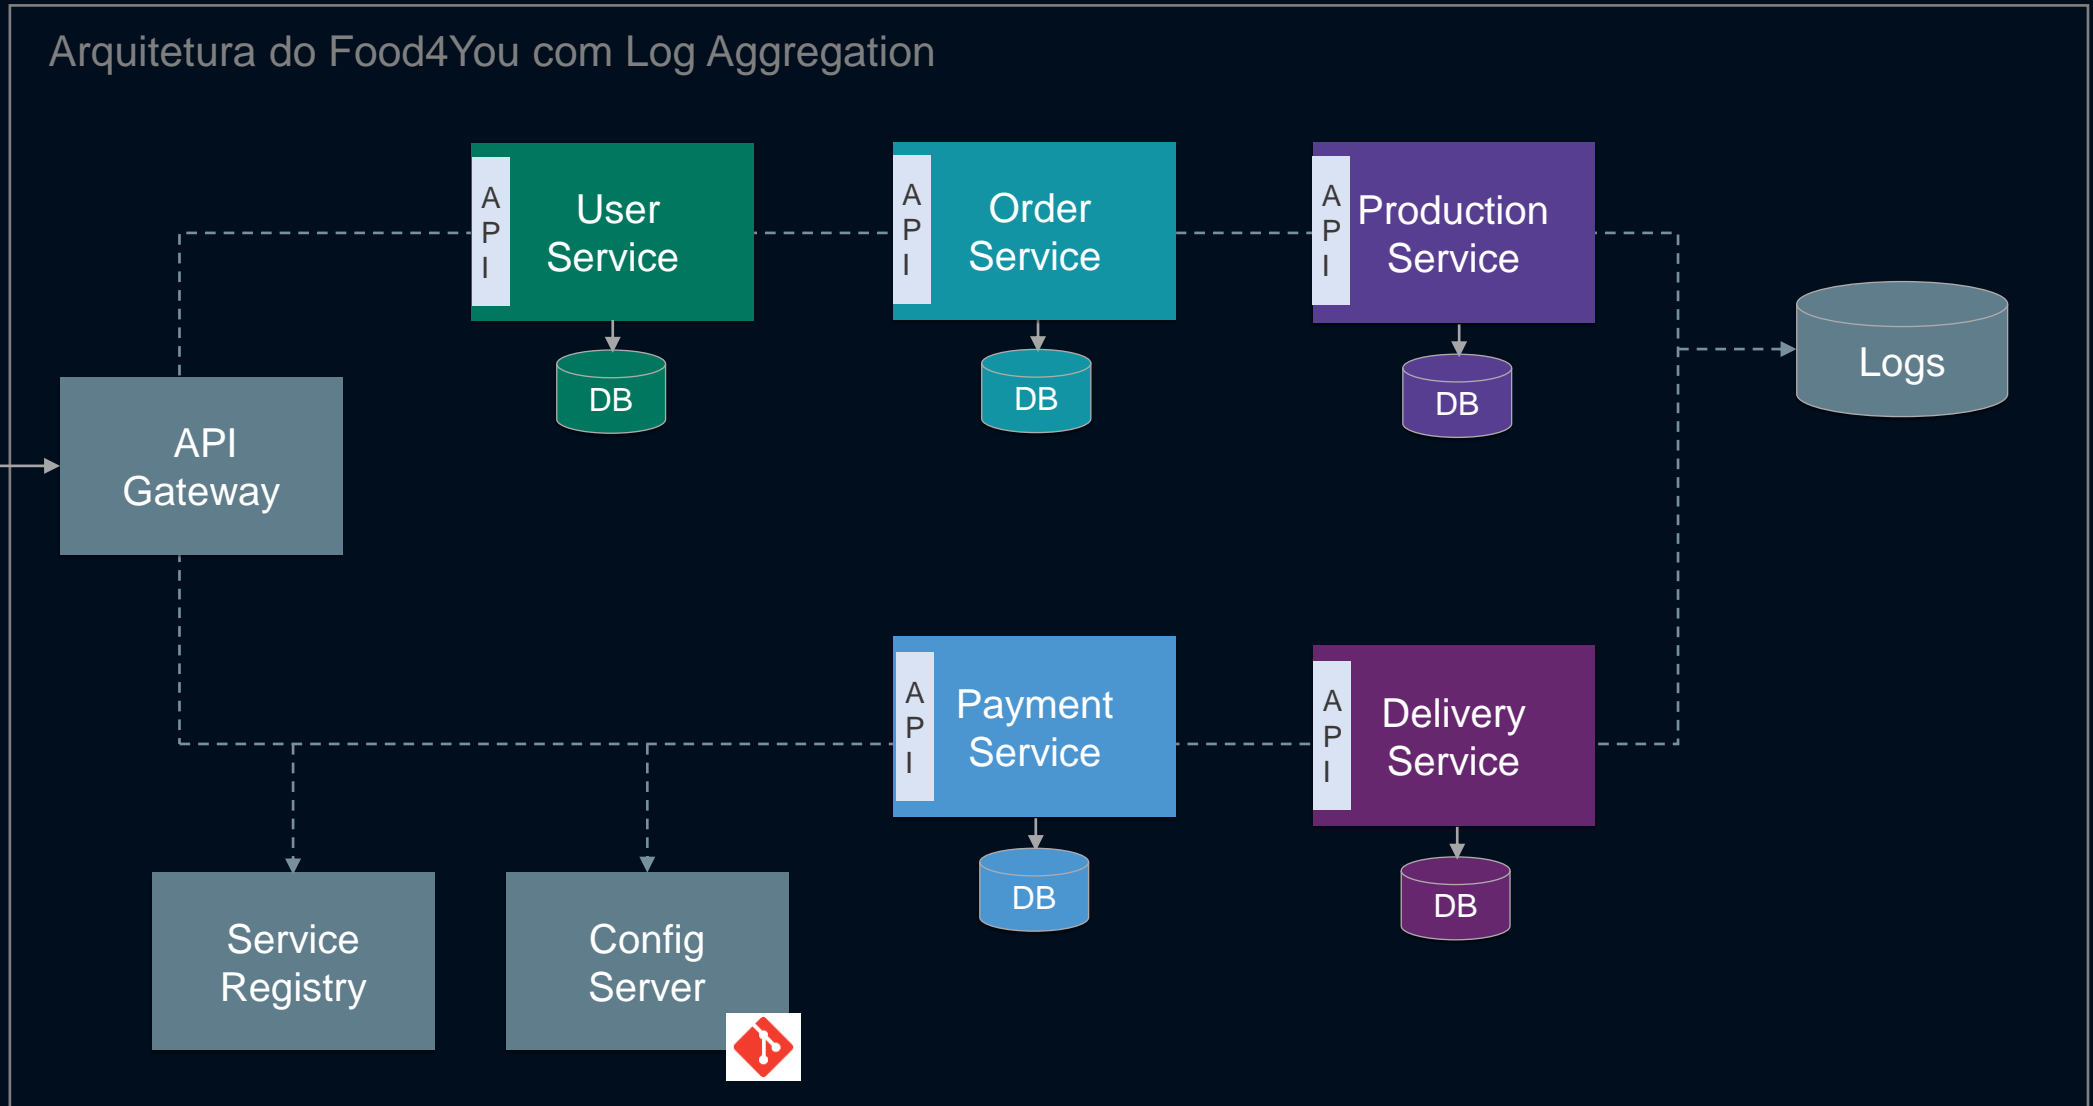 Arquitetura do Food4You com Log Aggregation
A
P
I
User
Service
A
P
I
Order
Service
A
P
I
Production
Service
DB
DB
DB
Logs
API
Gateway
A
P
I
Payment
Service
A
P
I
Delivery
Service
DB
DB
Service
Registry
Config
Server